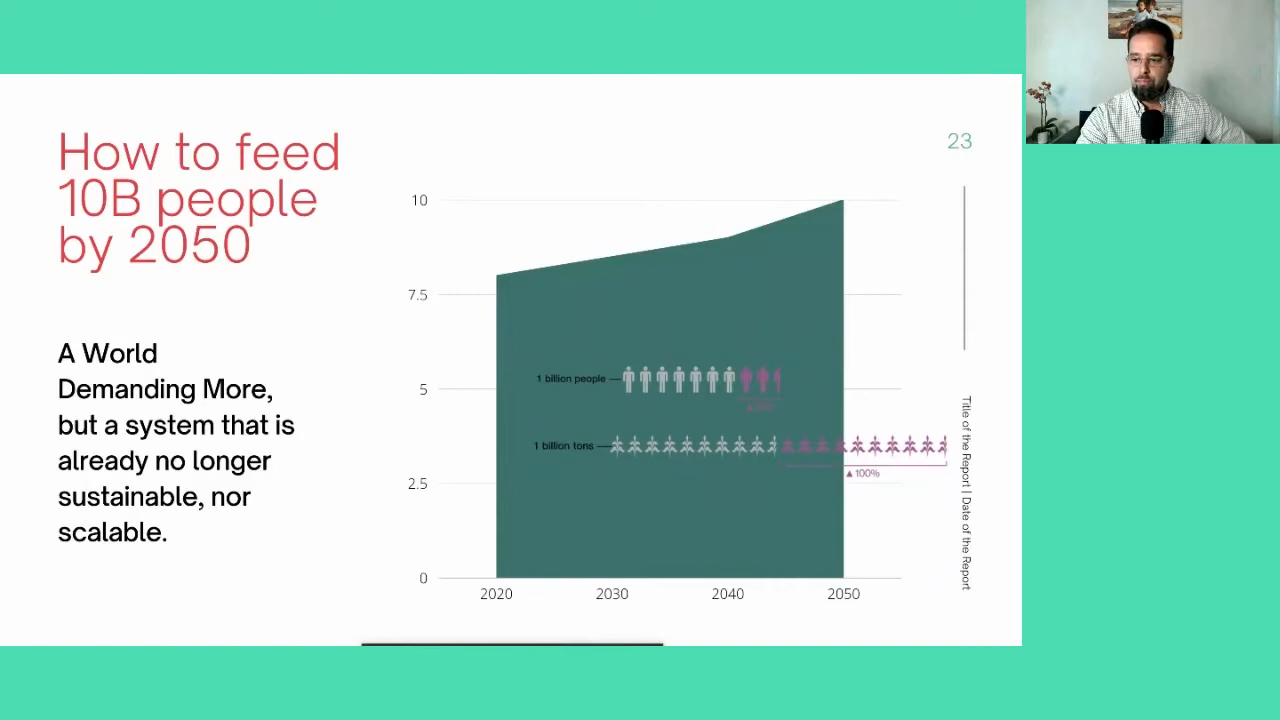 How to feed
10B people
by 2050
A World
Demanding More,
but a system that is
already no longer
sustainable, nor
scalable.
10
7.5
5
2.5
0
2020 2030 2040 2050
1 billion people
1 billion tons
▲100%
23
Title of the Report | Date of the Report